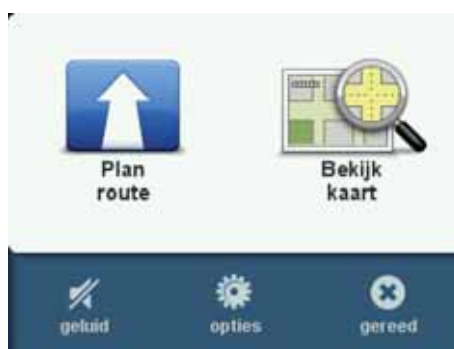 Plan
route
Bekijk
kaart
geluid
opties
gereed